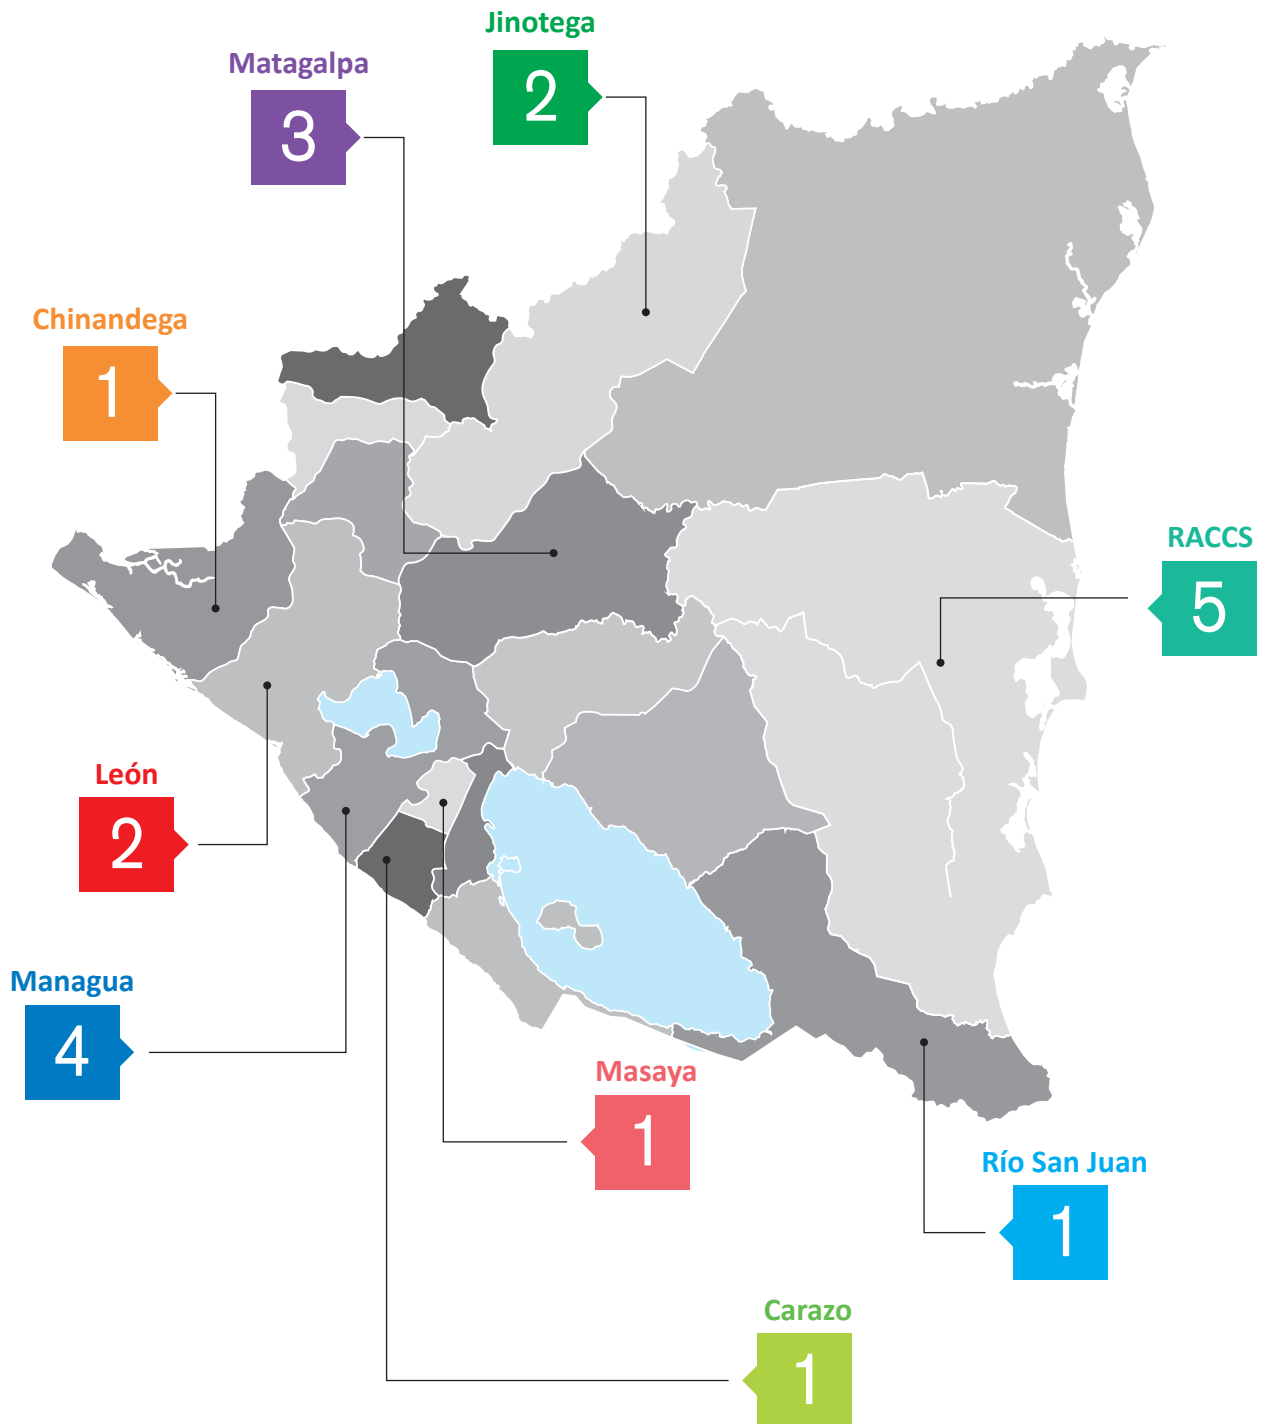 Jinotega
2
Matagalpa
3
Chinandega
1
RACCS
5
León
2
Managua
4
Masaya
1
Río San Juan
1
Carazo
1